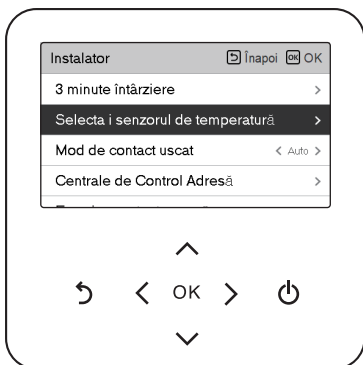 Instalator Înapoi OK OK
3 minute întârziere >
Selecta i senzorul de temperatură >
Mod de contact uscat < Auto >
Centrale de Control Adresă >
OK